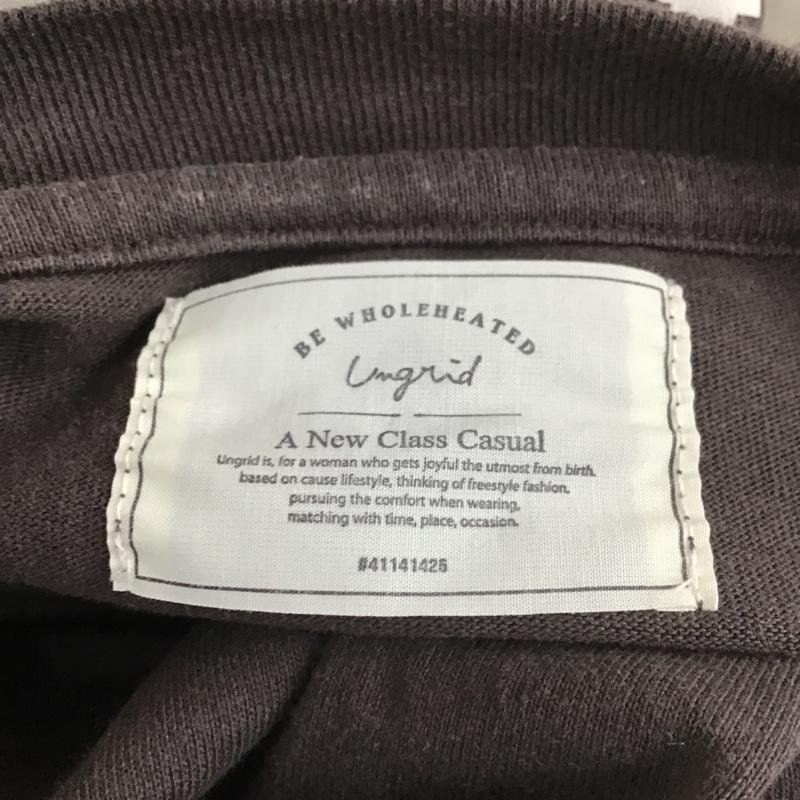 BE WHOLEHEATED
Ungrid
A New Class Casual
Ungrid is, for a woman who gets joyful the utmost from birth.
based on cause lifestyle, thinking of freestyle fashion,
pursuing the comfort when wearing,
matching with time, place, occasion.
#41141425